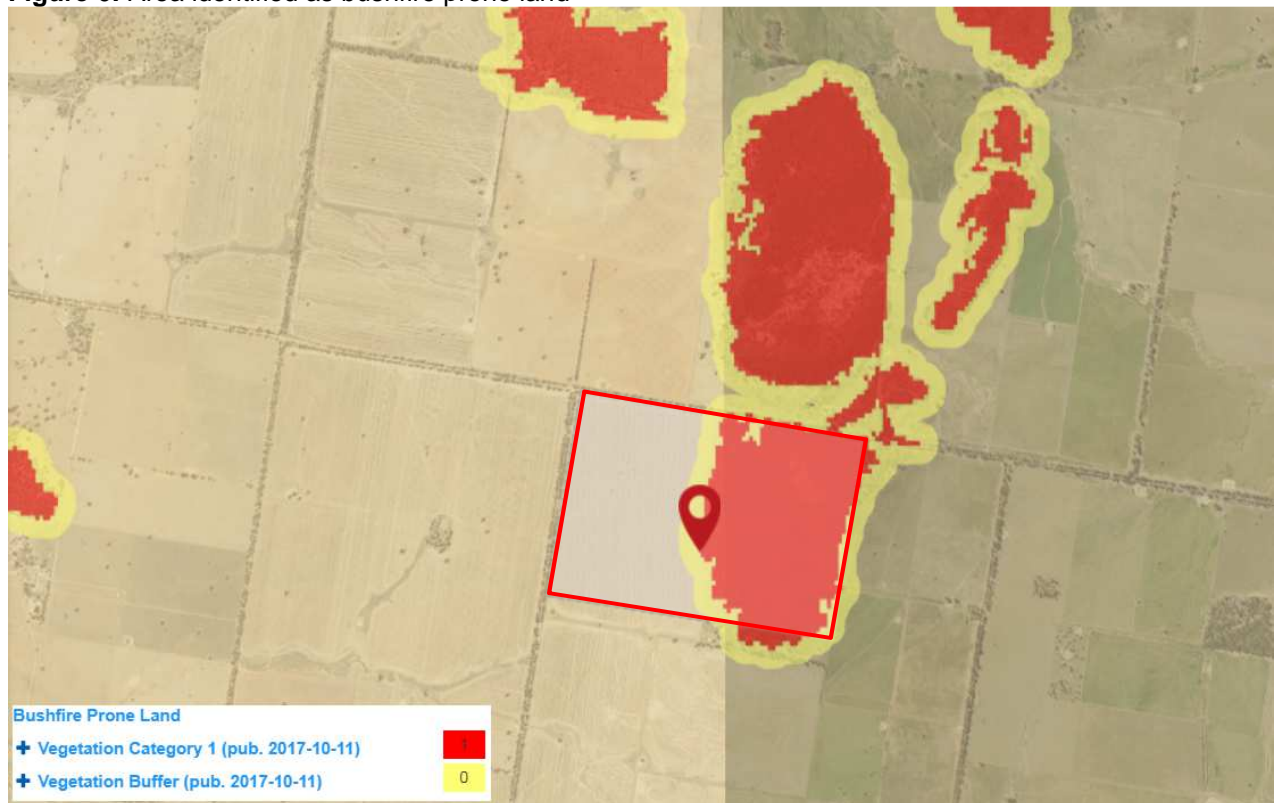 Bushfire Prone Land
+ Vegetation Category 1 (pub. 2017-10-11)
1
+ Vegetation Buffer (pub. 2017-10-11)
0